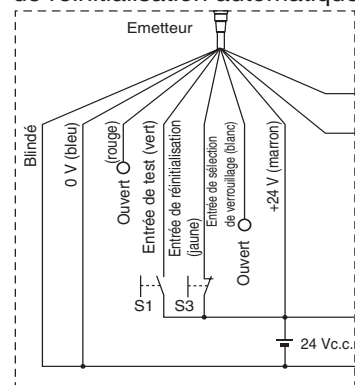 de réinitialisation automatique
Emetteur
Blindé
0 V (bleu)
(rouge)
Ouvert
Entrée de test (vert)
Entrée de réinitialisation
(jaune)
Entrée de sélection
de verrouillage (blanc)
Ouvert
+24 V (marron)
S1
S3
24 Vc.c.